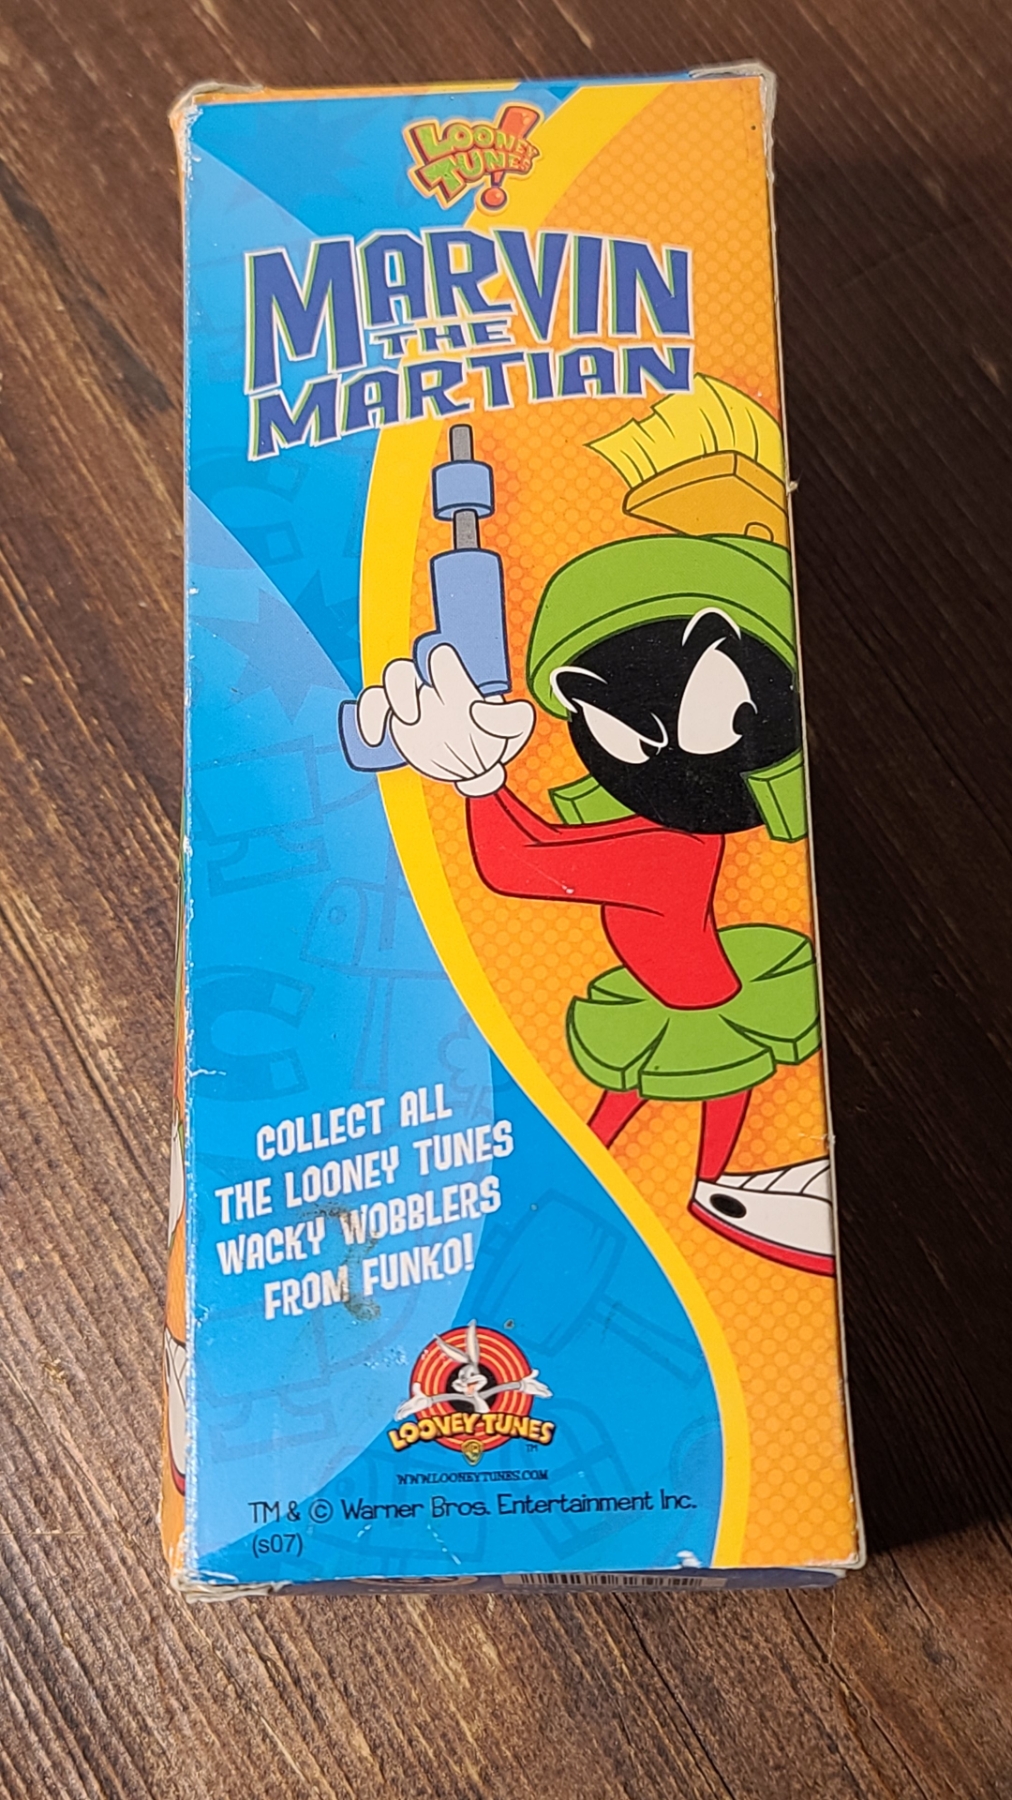 LOONEY
TUNES
MARVIN
THE
MARTIAN
COLLECT ALL
THE LOONEY TUNES
WACKY WOBBLERS
FROM FUNKO!
LOONEY TUNES
TM
WWW.LOONEYTUNES.COM
TM & © Warner Bros. Entertainment Inc.
(s07)